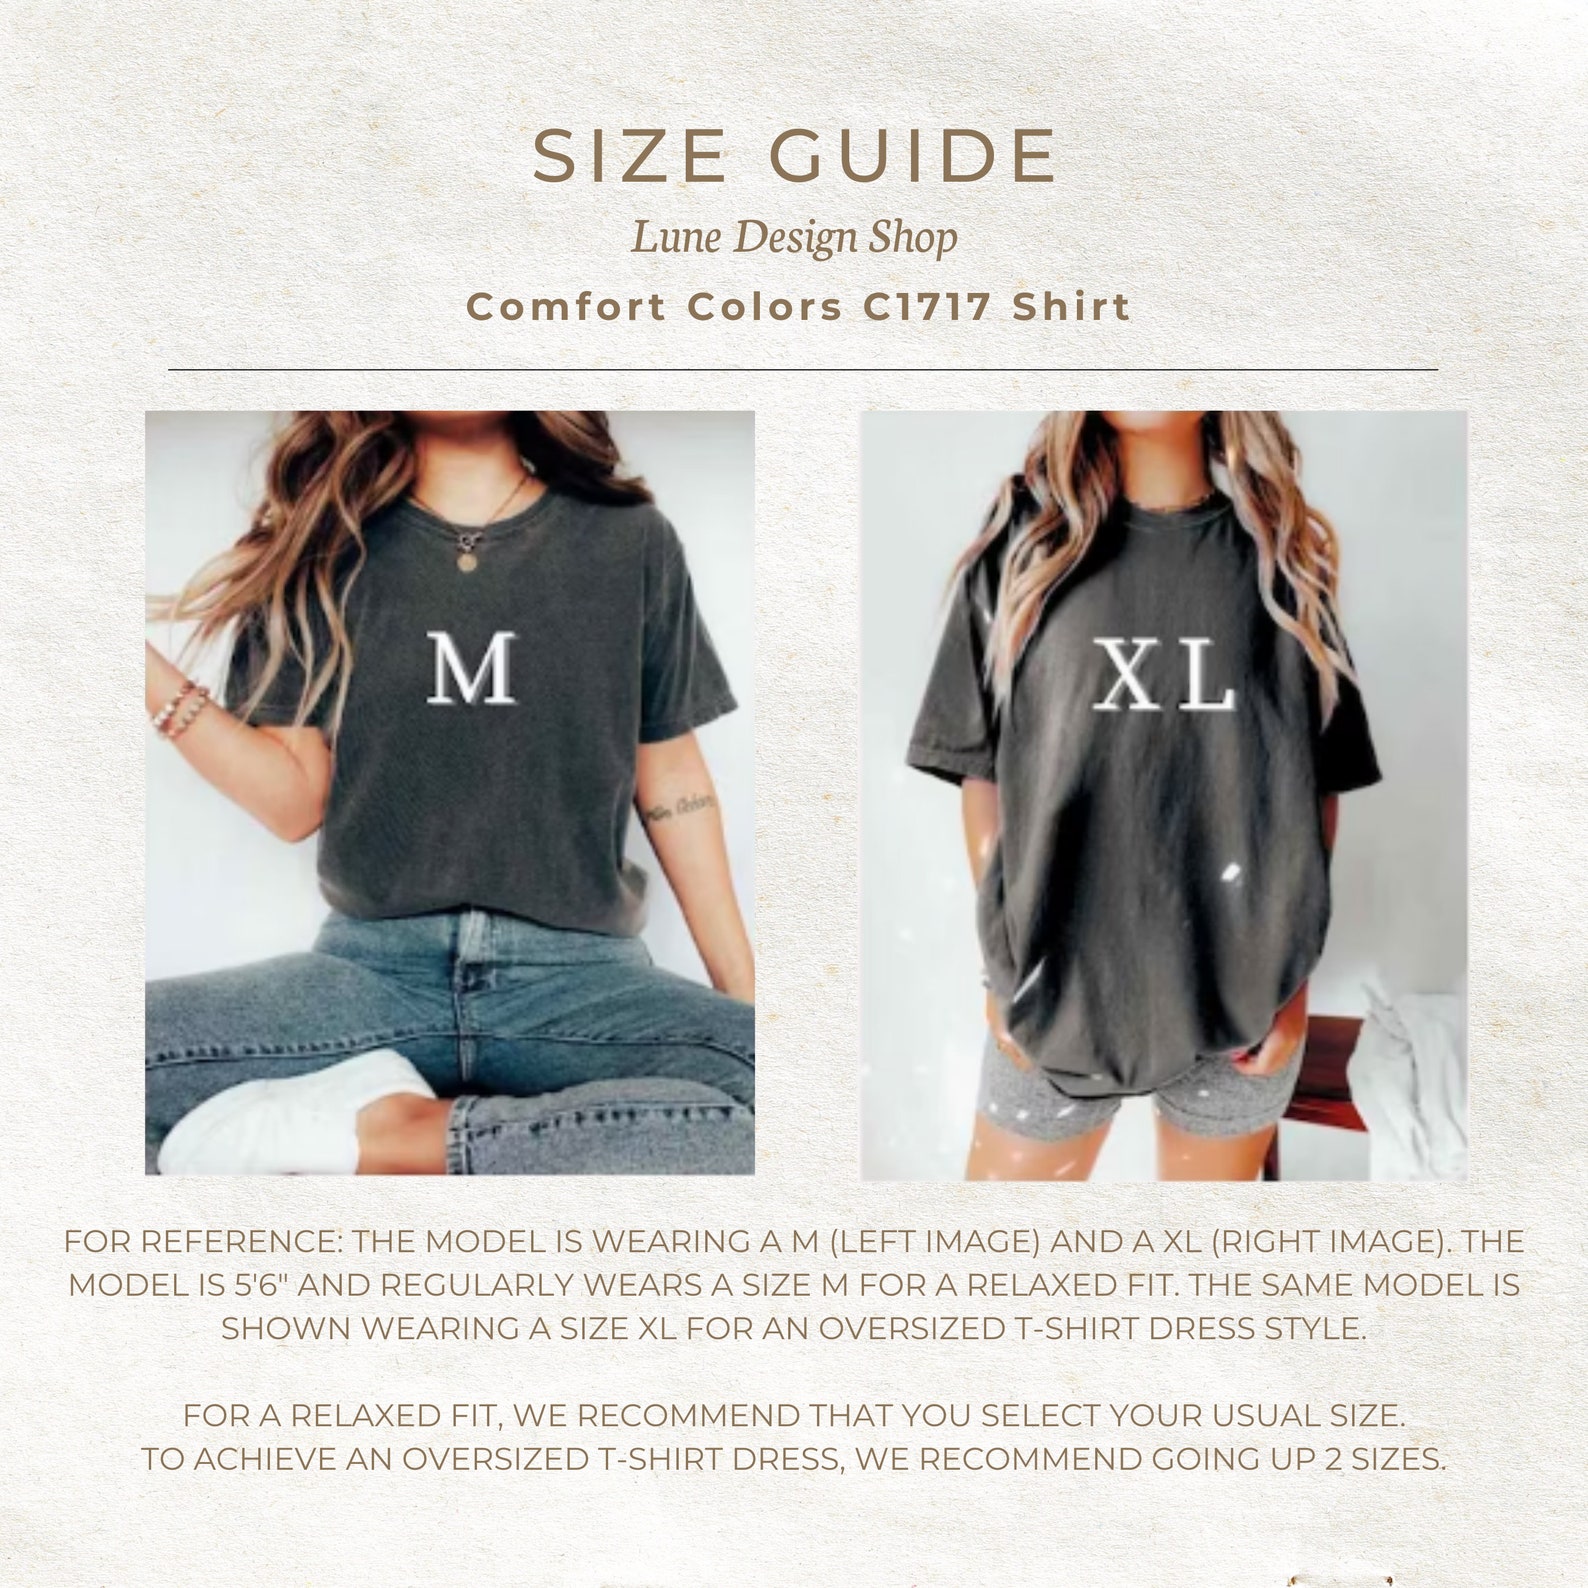 SIZE GUIDE
Lune Design Shop
Comfort Colors C1717 Shirt
M
XL
FOR REFERENCE: THE MODEL IS WEARING A M (LEFT IMAGE) AND A XL (RIGHT IMAGE). THE
MODEL IS 5'6" AND REGULARLY WEARS A SIZE M FOR A RELAXED FIT. THE SAME MODEL IS
SHOWN WEARING A SIZE XL FOR AN OVERSIZED T-SHIRT DRESS STYLE.
FOR A RELAXED FIT, WE RECOMMEND THAT YOU SELECT YOUR USUAL SIZE.
TO ACHIEVE AN OVERSIZED T-SHIRT DRESS, WE RECOMMEND GOING UP 2 SIZES.